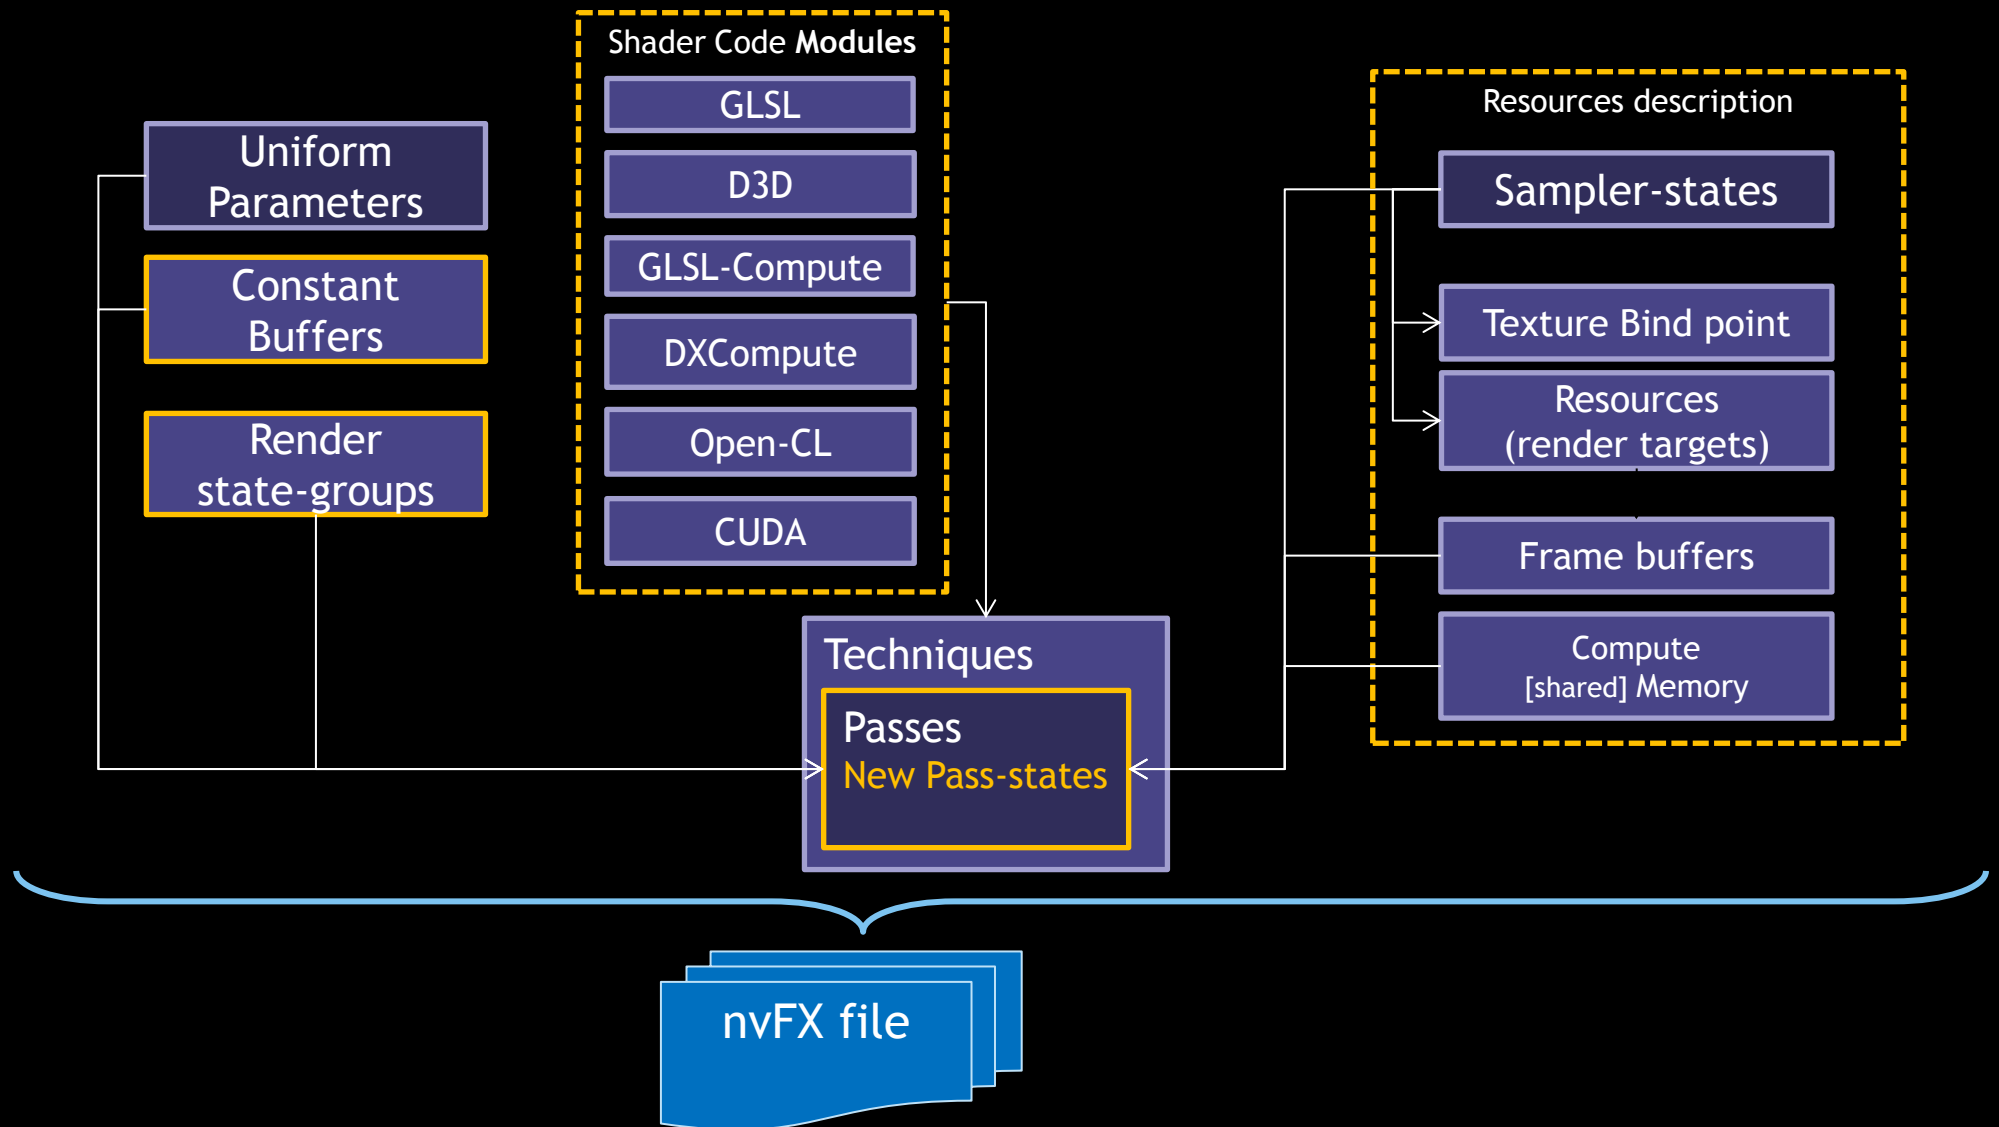 Uniform
Parameters
Constant
Buffers
Render
state-groups
Shader Code Modules
GLSL
D3D
GLSL-Compute
DXCompute
Open-CL
CUDA
Resources description
Sampler-states
Texture Bind point
Resources
(render targets)
Frame buffers
Compute
[shared] Memory
Techniques
Passes
New Pass-states
nvFX file